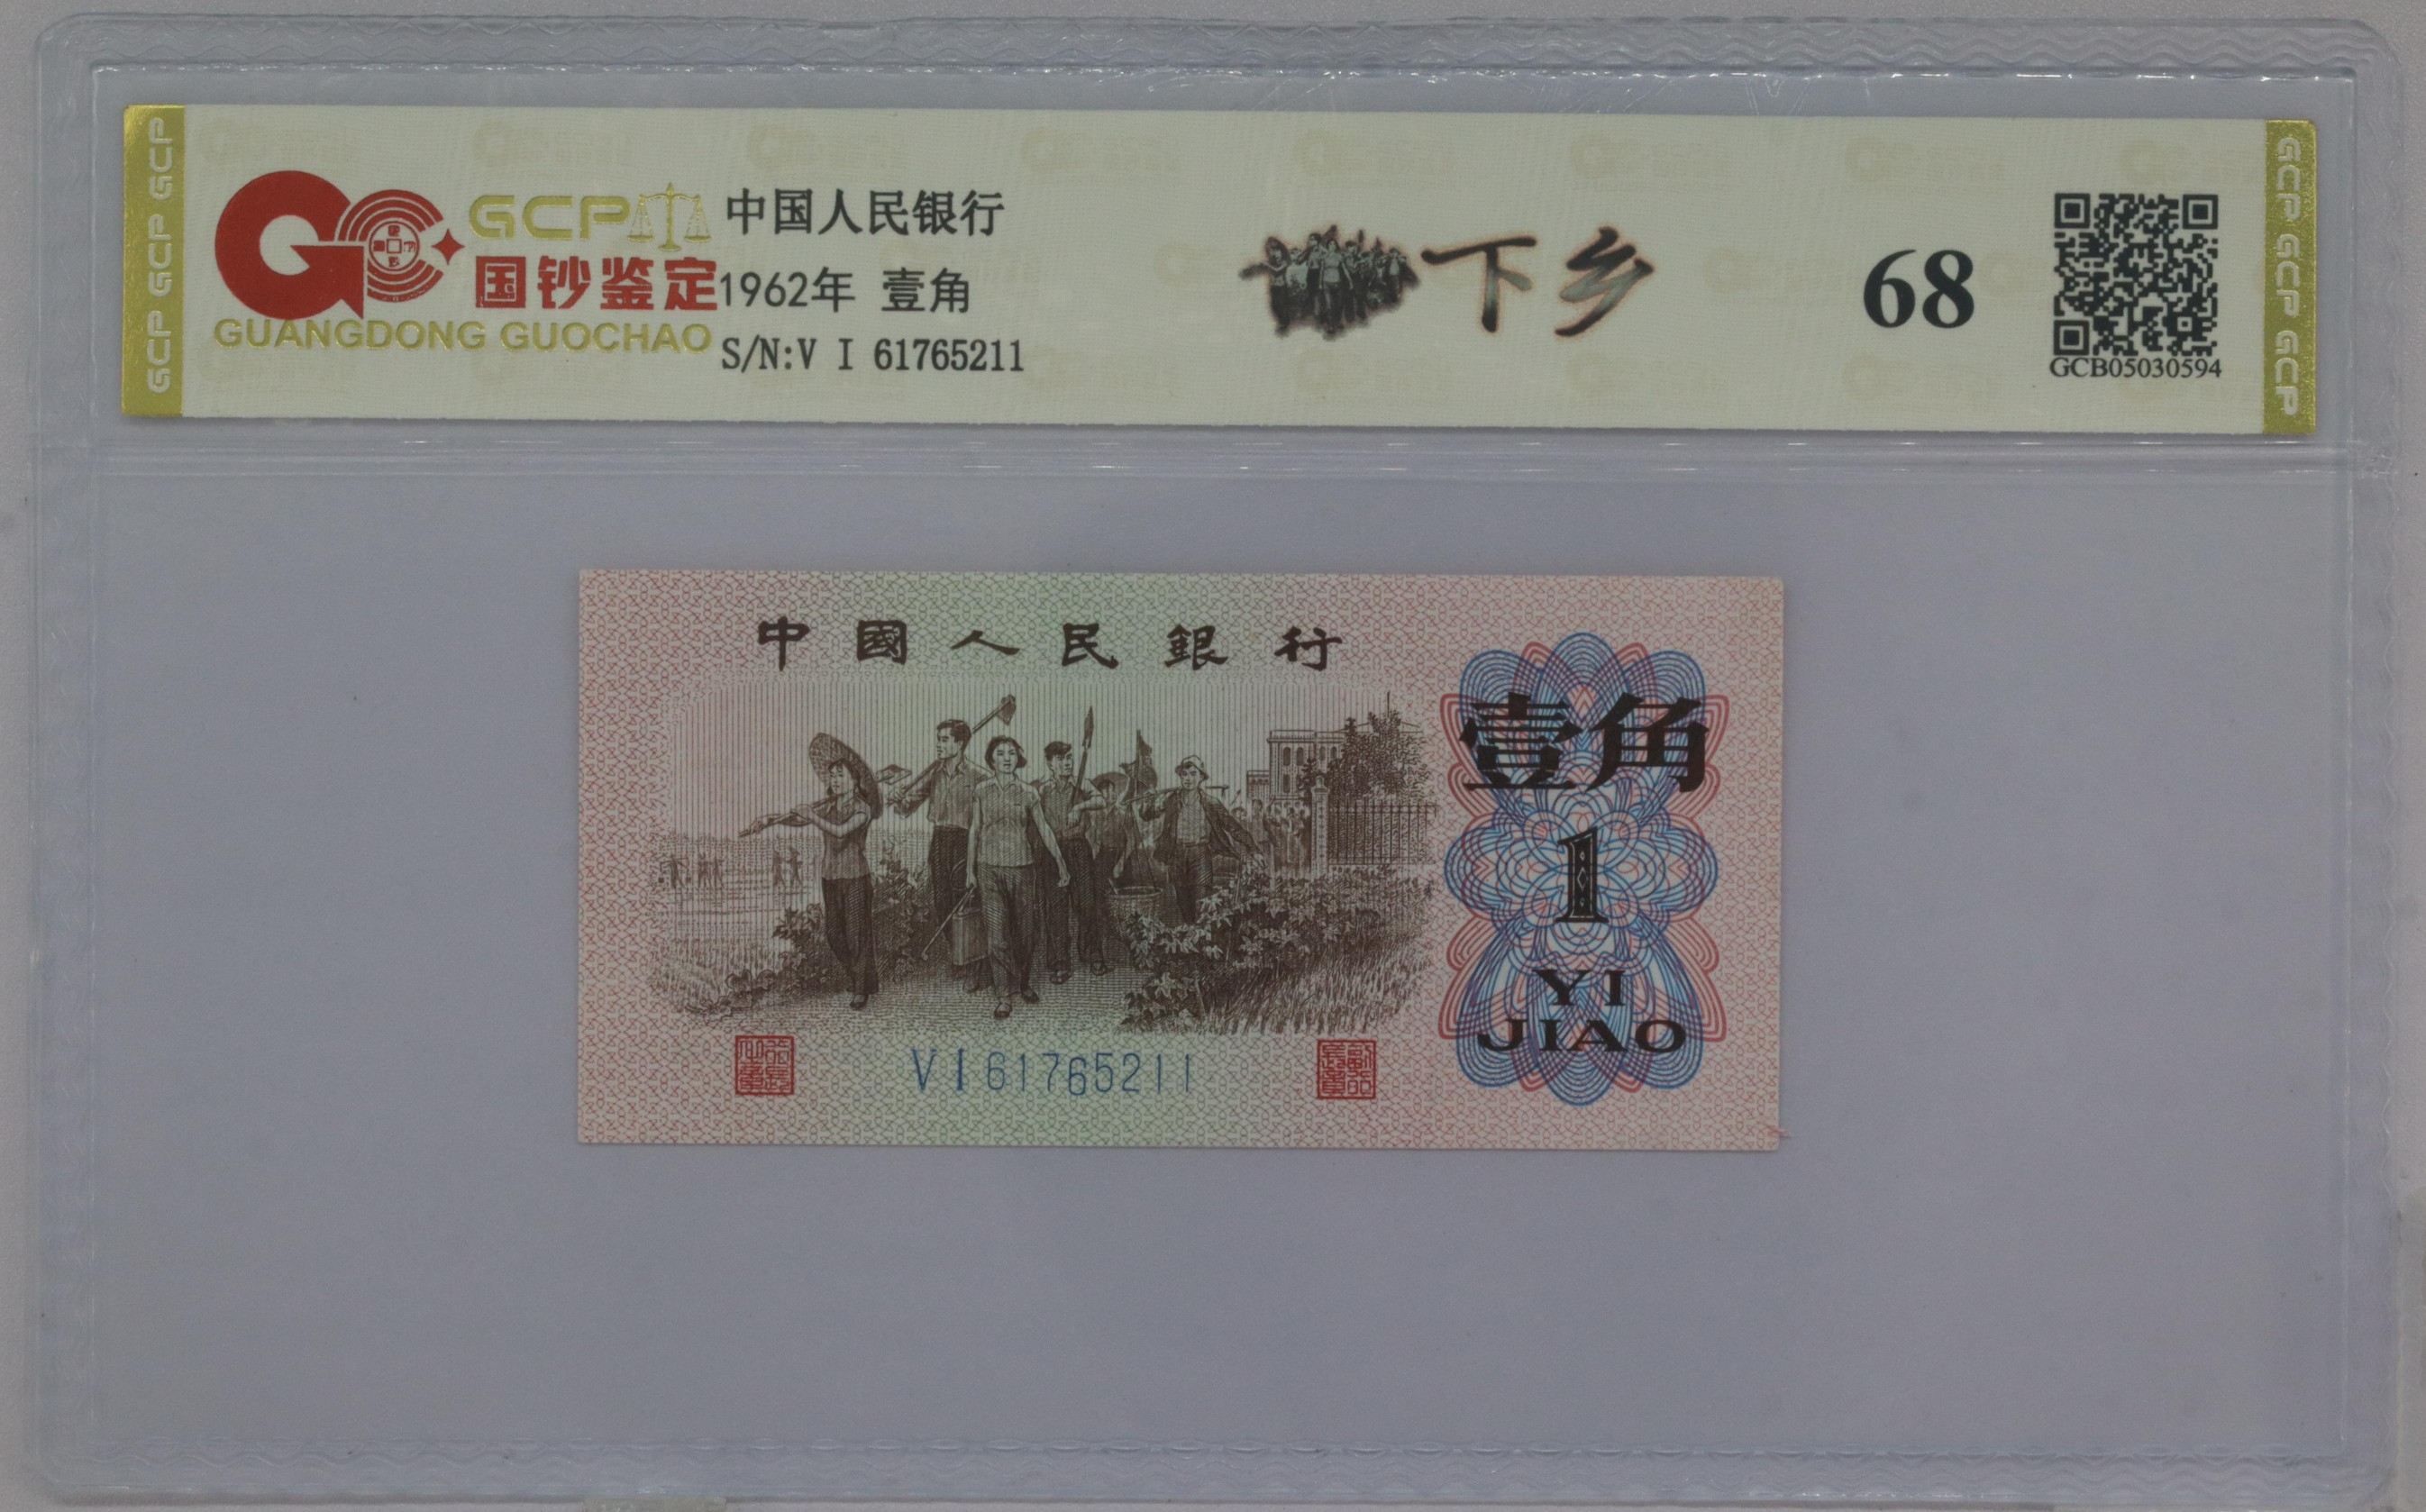 GCP GCP GCP
GCP
国钞鉴定
GUANGDONG GUOCHAO
中国人民银行
1962年 壹角
S/N:V I 61765211
下乡
68
GCB05030594
GCP GCP GCP
中國人民銀行
壹角
1
YI
JIAO
V I 61765211